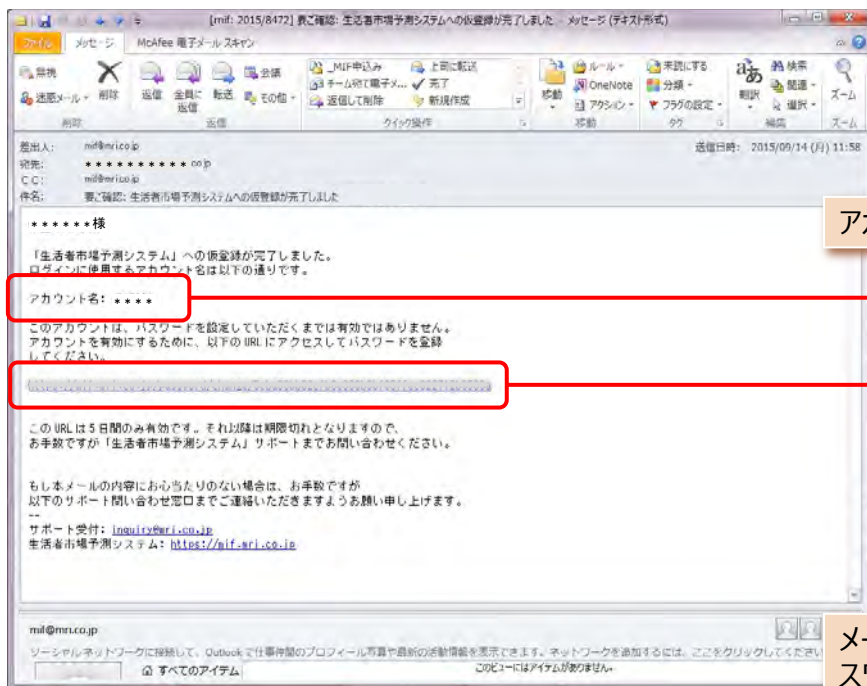 [mif: 2015/8472] 要ご確認: 生活者市場予測システムへの仮登録が完了しました - メッセージ (テキスト形式)
ファイル メッセージ McAfee 電子メール スキャン
無視
迷惑メール
削除
返信
全員に返信
転送
会議
その他
_MIF申込み
チーム宛て電子メ...
返信して削除
上司に転送
完了
新規作成
移動
ルール
OneNote
アクション
未読にする
分類
フラグの設定
翻訳
検索
関連
選択
ズーム
削除 返信 クイック操作 移動 タグ 編集 ズーム
差出人: mif@mri.co.jp 送信日時: 2015/09/14 (月) 11:58
宛先: **********.co.jp
CC: mif@mri.co.jp
件名: 要ご確認: 生活者市場予測システムへの仮登録が完了しました
******様
「生活者市場予測システム」への仮登録が完了しました。
ログインに使用するアカウント名は以下の通りです。
アカウント名: ****
このアカウントは、パスワードを設定していただくまでは有効ではありません。
アカウントを有効にするために、以下の URL にアクセスしてパスワードを登録
してください。
この URL は 5 日間のみ有効です。それ以降は期限切れとなりますので、
お手数ですが「生活者市場予測システム」サポートまでお問い合わせください。
もし本メールの内容にお心当たりのない場合は、お手数ですが
以下のサポート問い合わせ窓口までご連絡いただきますようお願い申し上げます。
--
サポート受付: inquiry@mri.co.jp
生活者市場予測システム: https://mif.mri.co.jp
mif@mri.co.jp
ソーシャル ネットワークに接続して、Outlook で仕事仲間のプロフィール写真や最新の活動情報を表示できます。ネットワークを追加するには、ここをクリックしてください
すべてのアイテム このビューにはアイテムがありません。
アカ
メー
スワ